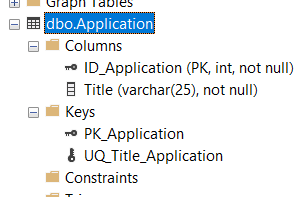 Graph Tables
dbo.Application
Columns
ID_Application (PK, int, not null)
Title (varchar(25), not null)
Keys
PK_Application
UQ_Title_Application
Constraints